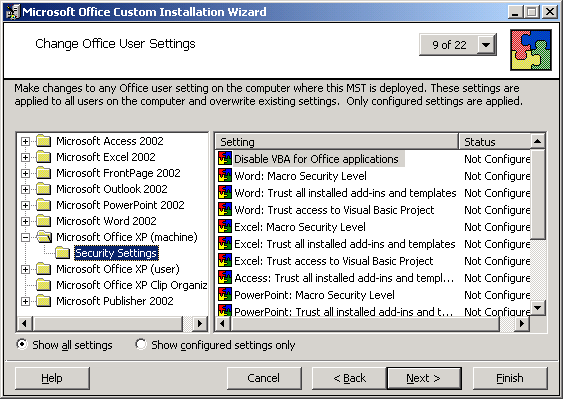 Microsoft Office Custom Installation Wizard
Change Office User Settings
9 of 22
Make changes to any Office user setting on the computer where this MST is deployed. These settings are
applied to all users on the computer and overwrite existing settings. Only configured settings are applied.
Microsoft Access 2002
Microsoft Excel 2002
Microsoft FrontPage 2002
Microsoft Outlook 2002
Microsoft PowerPoint 2002
Microsoft Word 2002
Microsoft Office XP (machine)
Security Settings
Microsoft Office XP (user)
Microsoft Office XP Clip Organiz
Microsoft Publisher 2002
Setting Status
Disable VBA for Office applications Not Configure
Word: Macro Security Level Not Configure
Word: Trust all installed add-ins and templates Not Configure
Word: Trust access to Visual Basic Project Not Configure
Excel: Macro Security Level Not Configure
Excel: Trust all installed add-ins and templates Not Configure
Excel: Trust access to Visual Basic Project Not Configure
Access: Trust all installed add-ins and templ... Not Configure
PowerPoint: Macro Security Level Not Configure
PowerPoint: Trust all installed add-ins and t... Not Configure
Show all settings Show configured settings only
Help Cancel < Back Next > Finish